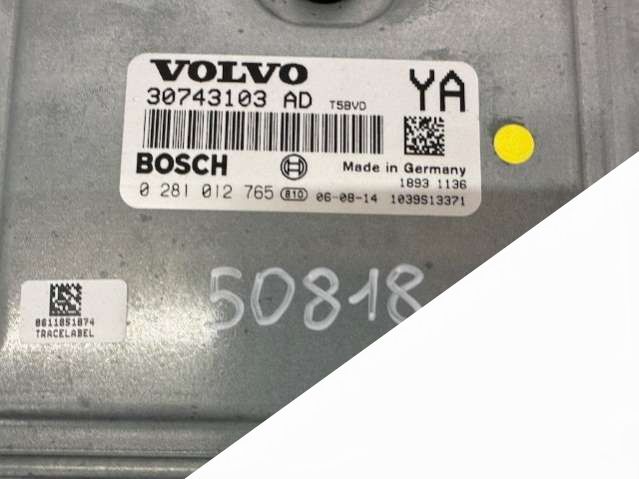 VOLVO
30743103 AD T5BVO
YA
BOSCH
Made in Germany
1893 1136
0 281 012 765 810 06-08-14 1039S13371
50818
8611851874
TRACELABEL